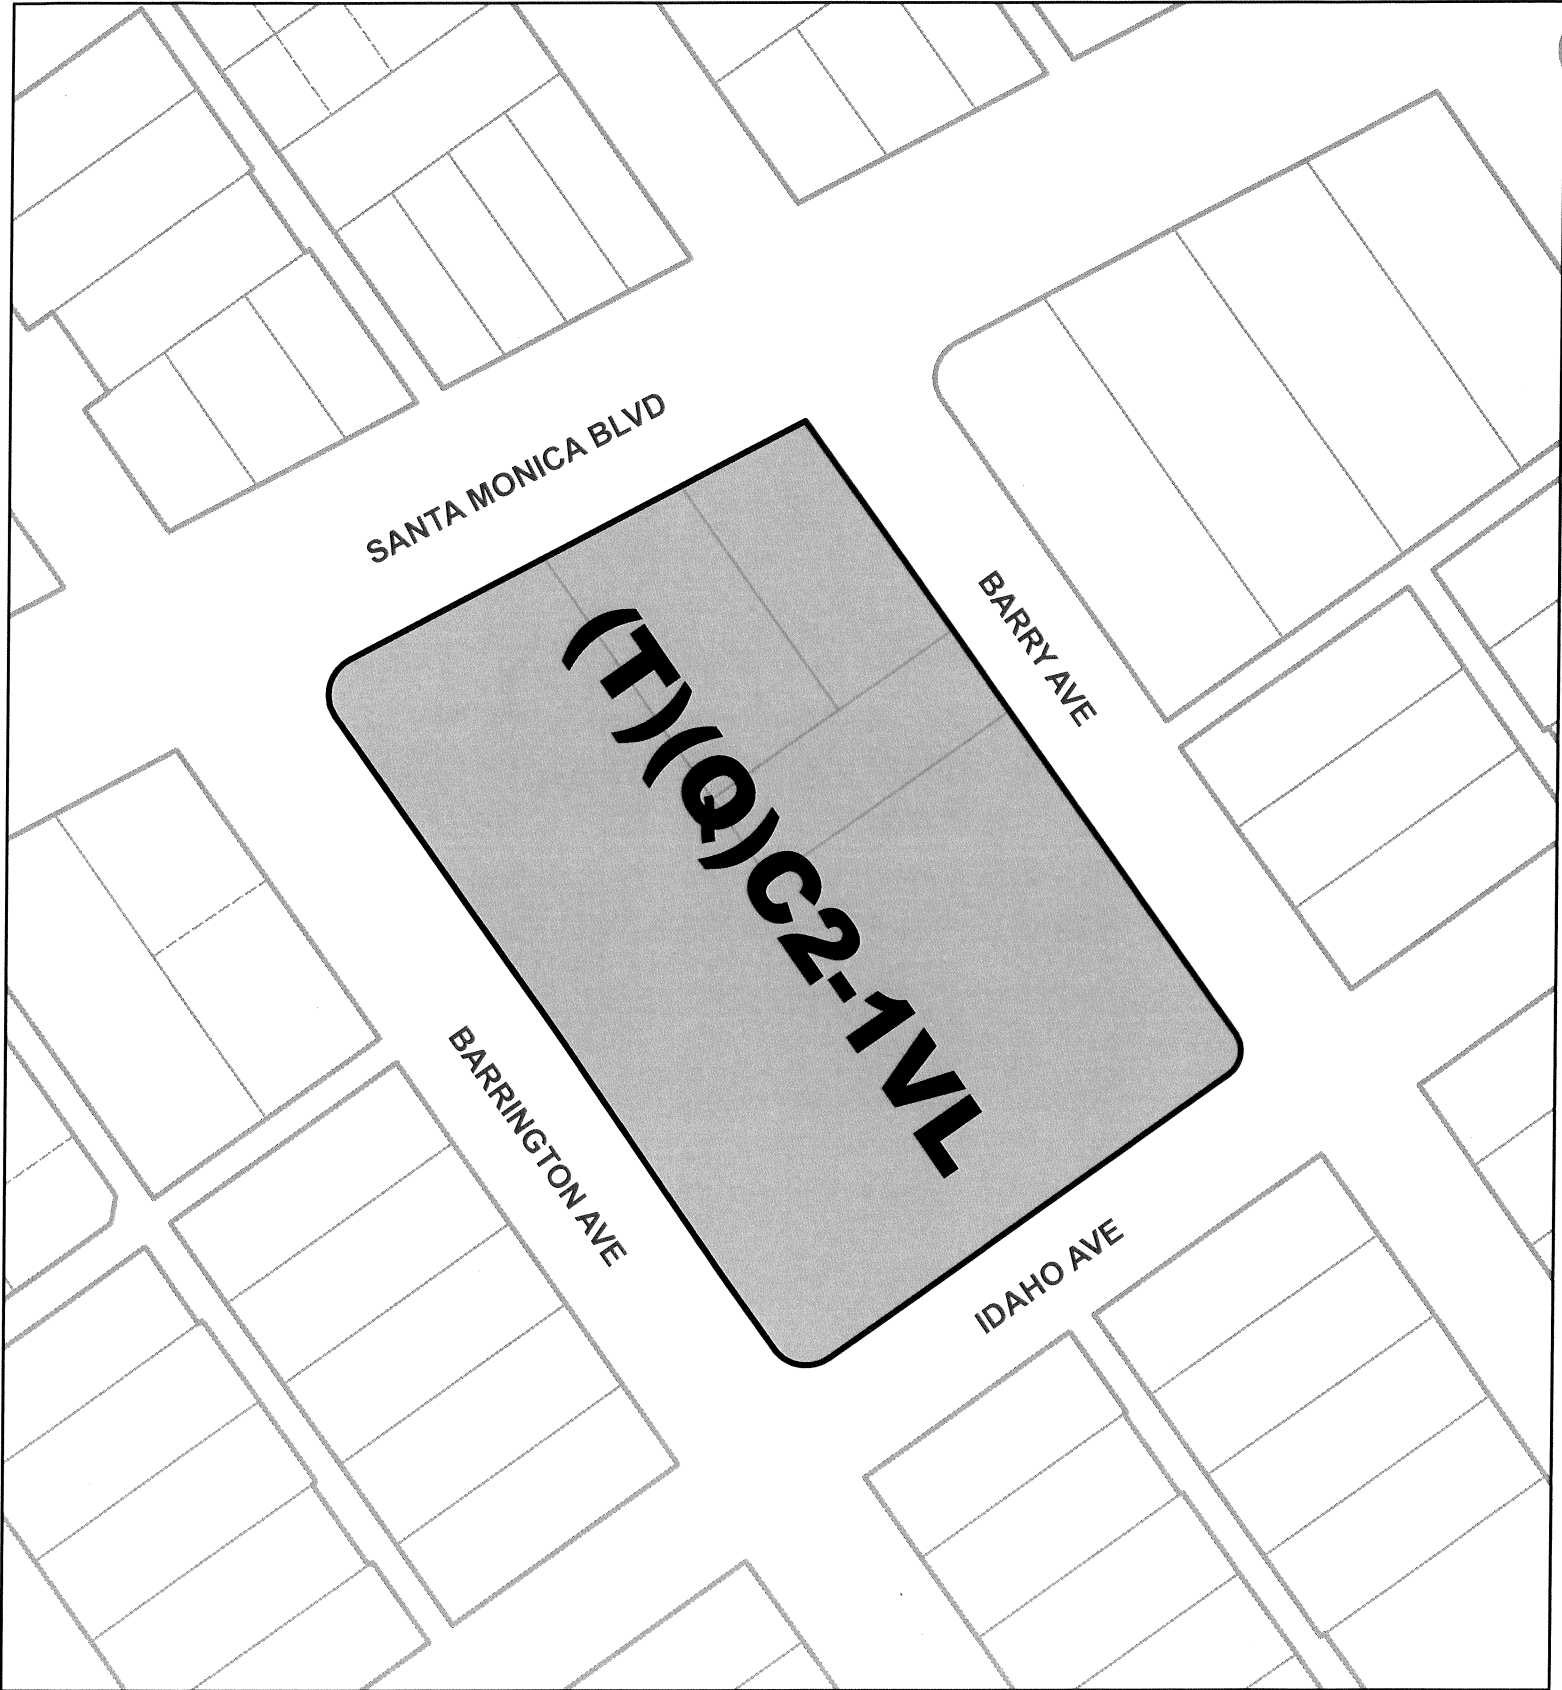 SANTA MONICA BLVD
BARRY AVE
(T)(Q)C2-1VL
BARRINGTON AVE
IDAHO AVE